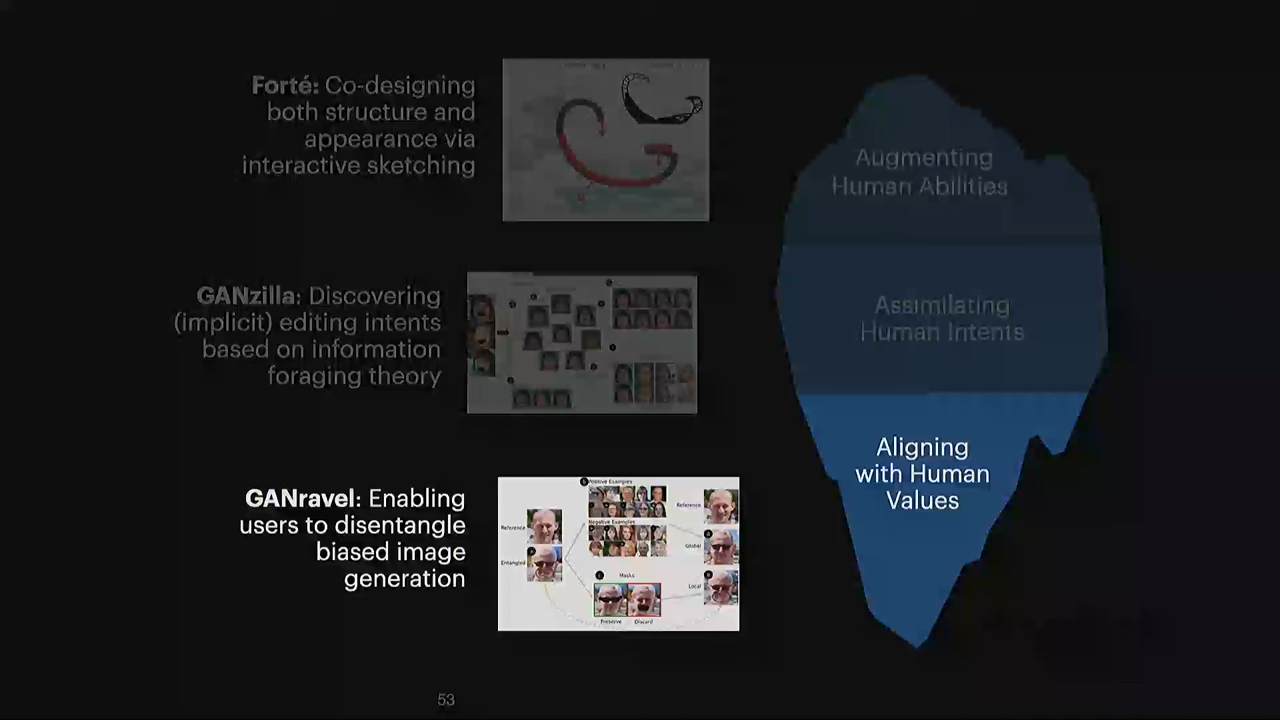 Forté: Co-designing
both structure and
appearance via
interactive sketching
Augmenting
Human Abilities
GANzilla: Discovering
(implicit) editing intents
based on information
foraging theory
Assimilating
Human Intents
GANravel: Enabling
users to disentangle
biased image
generation
Positive Examples
Reference
Reference
Negative Examples
Entangled
Global
Masks
Local
Preserve
Discard
Aligning
with Human
Values
53